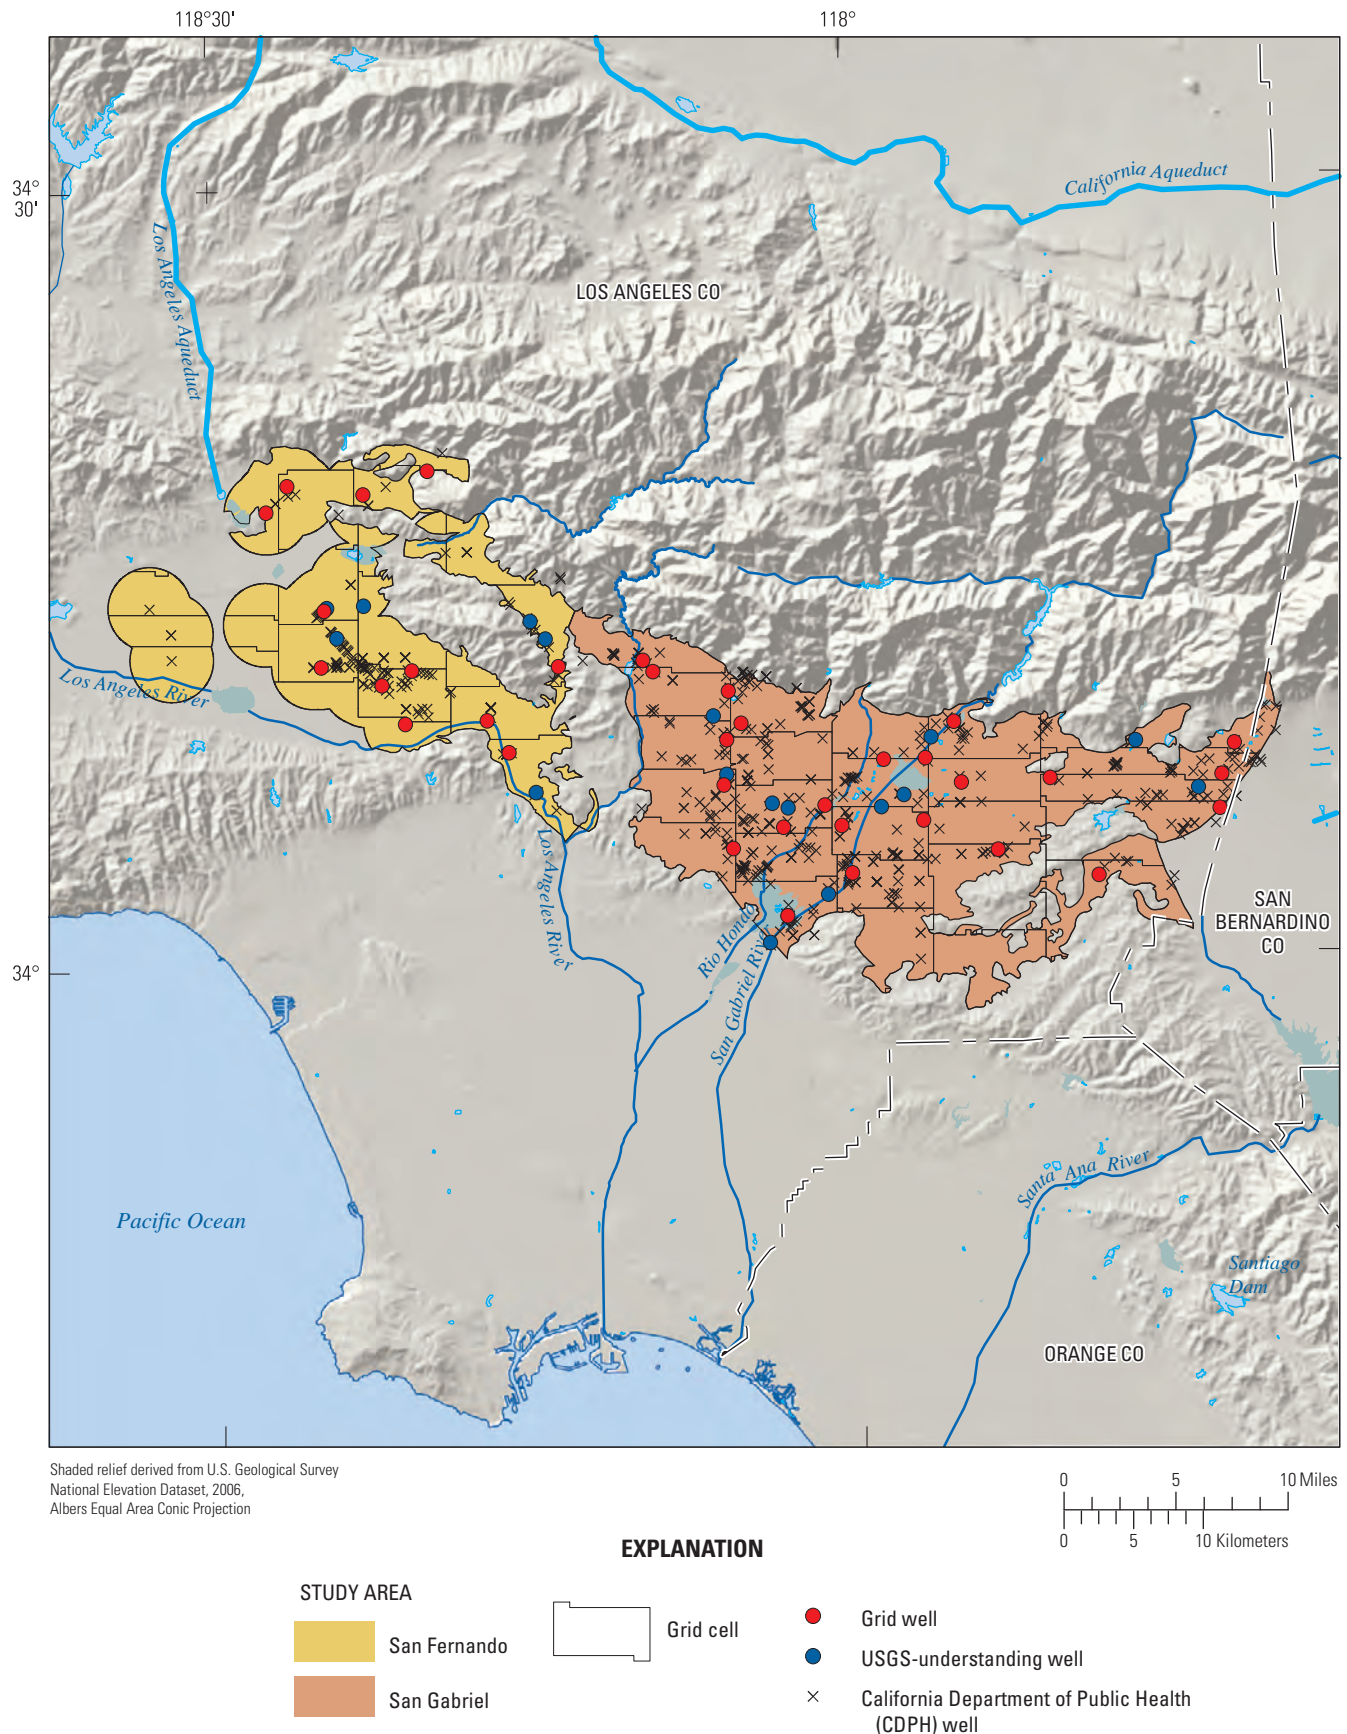 118°30'
118°
34°
30'
California Aqueduct
Los Angeles Aqueduct
LOS ANGELES CO
Los Angeles River
Los Angeles River
Rio Hondo
San Gabriel River
SAN
BERNARDINO
CO
34°
Santa Ana River
Pacific Ocean
Santiago
Dam
ORANGE CO
Shaded relief derived from U.S. Geological Survey
National Elevation Dataset, 2006,
Albers Equal Area Conic Projection
0 5 10 Miles
0 5 10 Kilometers
EXPLANATION
STUDY AREA
San Fernando
San Gabriel
Grid cell
Grid well
USGS-understanding well
California Department of Public Health
(CDPH) well